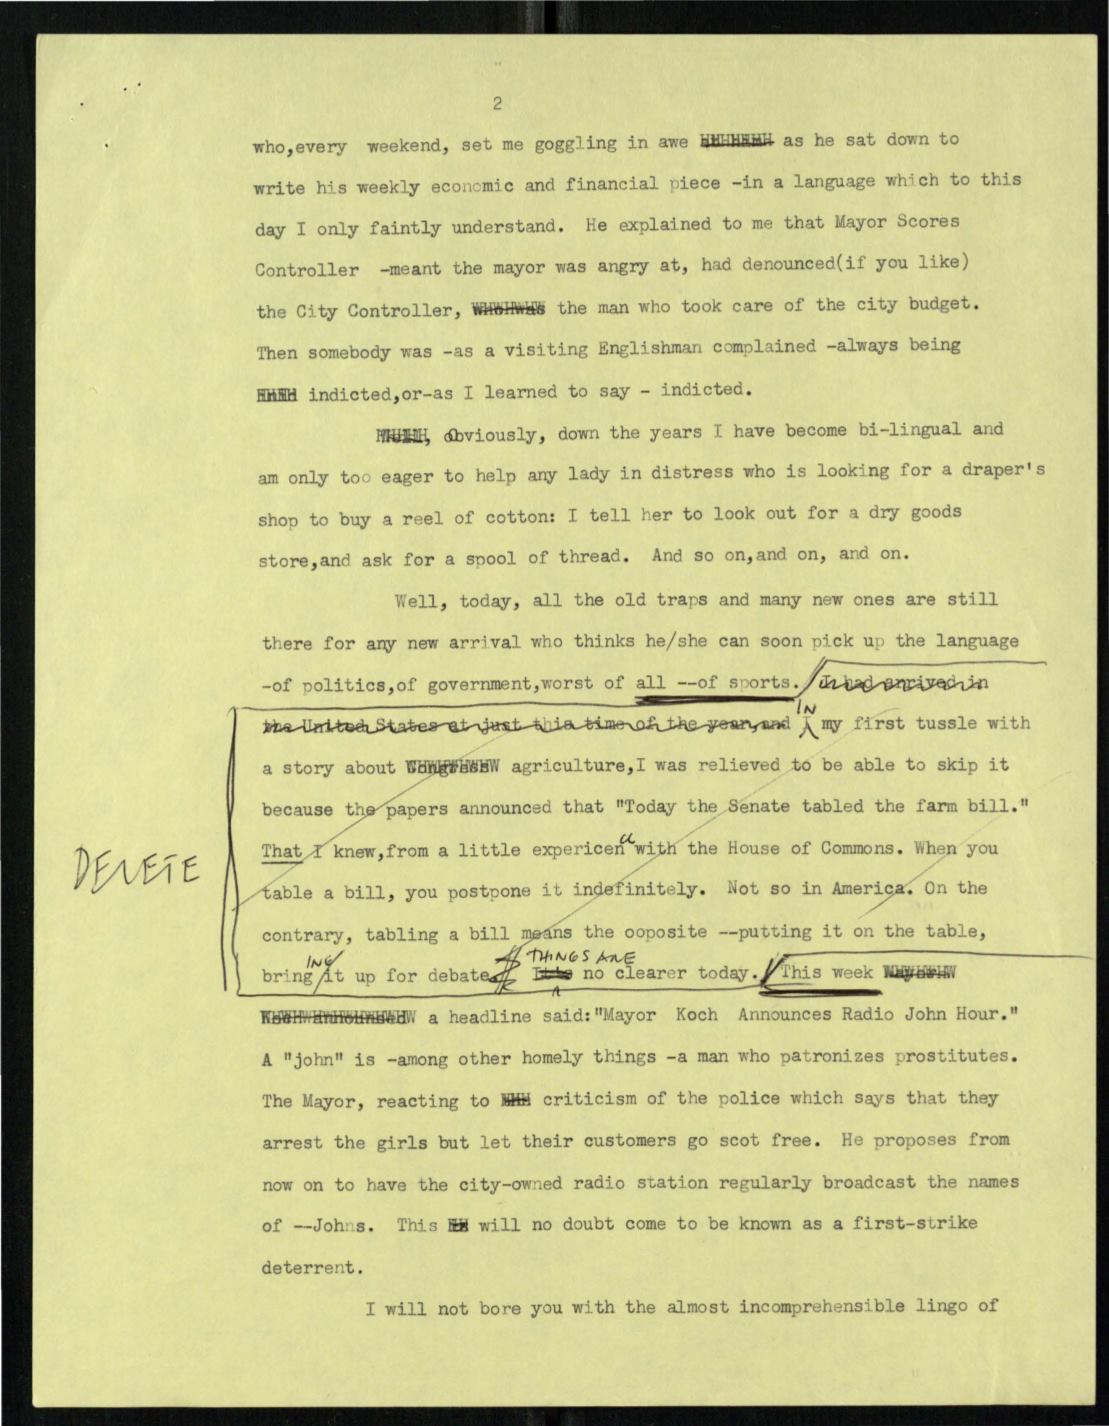 2
who,every weekend, set me goggling in awe as he sat down to
write his weekly economic and financial piece -in a language which to this
day I only faintly understand. He explained to me that Mayor Scores
Controller -meant the mayor was angry at, had denounced(if you like)
the City Controller, the man who took care of the city budget.
Then somebody was -as a visiting Englishman complained -always being
indicted,or-as I learned to say - indicted.
Obviously, down the years I have become bi-lingual and
am only too eager to help any lady in distress who is looking for a draper's
shop to buy a reel of cotton: I tell her to look out for a dry goods
store,and ask for a spool of thread. And so on,and on, and on.
Well, today, all the old traps and many new ones are still
there for any new arrival who thinks he/she can soon pick up the language
-of politics,of government,worst of all --of sports. I had arrived in
IN
the United States at just this time of the year,and my first tussle with
a story about Congress agriculture,I was relieved to be able to skip it
because the papers announced that "Today the Senate tabled the farm bill."
That I knew,from a little expericen with the House of Commons. When you
DELETE
table a bill, you postpone it indefinitely. Not so in America. On the
contrary, tabling a bill means the ooposite --putting it on the table,
ING THINGS ARE
bring it up for debate It is no clearer today. This week
a headline said:"Mayor Koch Announces Radio John Hour."
A "john" is -among other homely things -a man who patronizes prostitutes.
The Mayor, reacting to criticism of the police which says that they
arrest the girls but let their customers go scot free. He proposes from
now on to have the city-owned radio station regularly broadcast the names
of --Johns. This will no doubt come to be known as a first-strike
deterrent.
I will not bore you with the almost incomprehensible lingo of